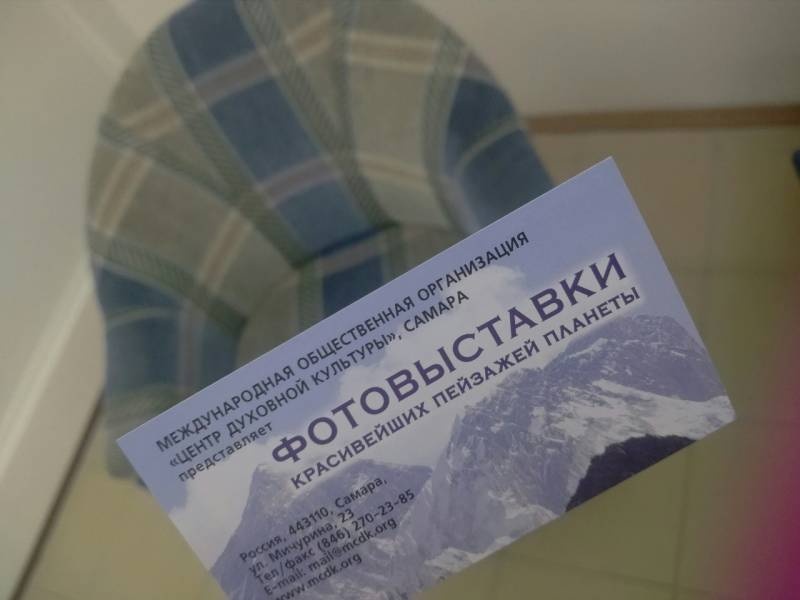 МЕЖДУНАРОДНАЯ ОБЩЕСТВЕННАЯ ОРГАНИЗАЦИЯ
«ЦЕНТР ДУХОВНОЙ КУЛЬТУРЫ», САМАРА
представляет
ФОТОВЫСТАВКИ
КРАСИВЕЙШИХ ПЕЙЗАЖЕЙ ПЛАНЕТЫ
Россия, 443110, Самара,
ул. Мичурина, 23
Тел/факс (846) 270-23-85
E-mail: mail@mcdk.org
www.mcdk.org